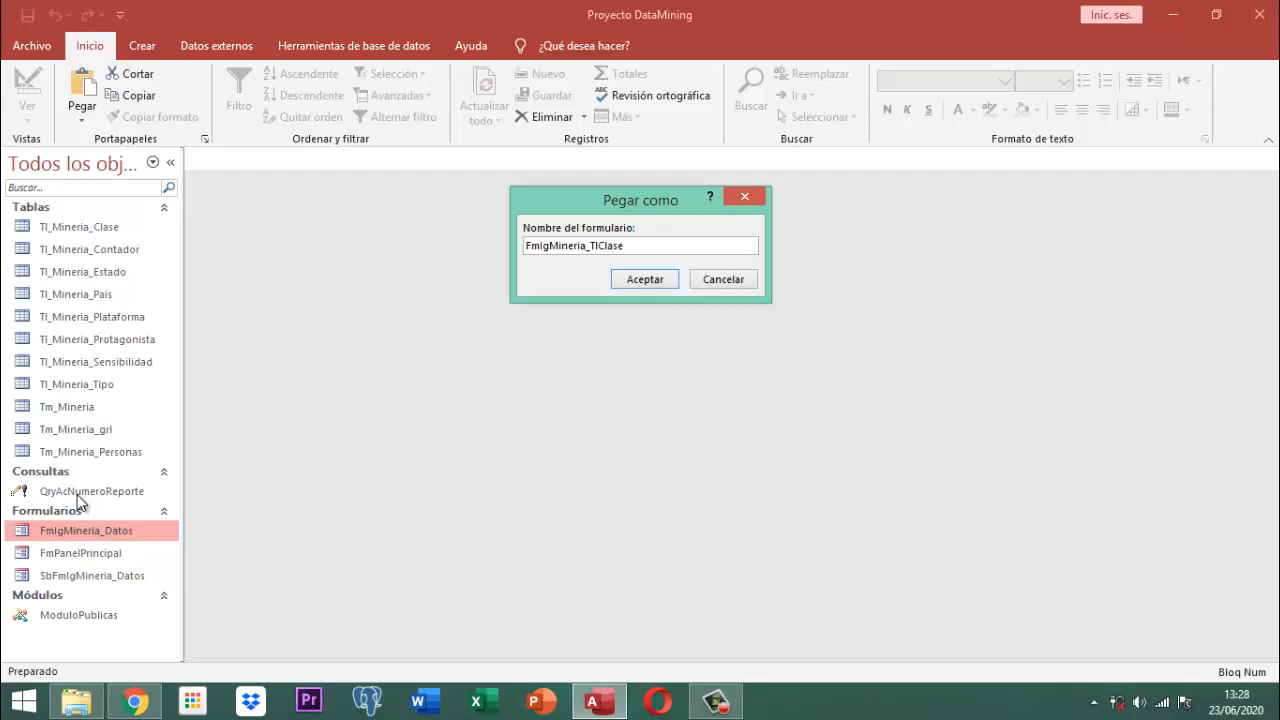 Proyecto DataMining
Inic. ses.
Archivo
Inicio
Crear
Datos externos
Herramientas de base de datos
Ayuda
¿Qué desea hacer?
Ver
Vistas
Pegar
Cortar
Copiar
Copiar formato
Portapapeles
Filtro
Ascendente
Descendente
Quitar orden
Selección
Avanzadas
Alternar filtro
Ordenar y filtrar
Actualizar
todo
Nuevo
Guardar
Eliminar
Totales
Revisión ortográfica
Más
Registros
Buscar
Reemplazar
Ir a
Seleccionar
Buscar
N K S
A
Formato de texto
Todos los obj...
Buscar...
Tablas
Tl_Mineria_Clase
Tl_Mineria_Contador
Tl_Mineria_Estado
Tl_Mineria_Pais
Tl_Mineria_Plataforma
Tl_Mineria_Protagonista
Tl_Mineria_Sensibilidad
Tl_Mineria_Tipo
Tm_Mineria
Tm_Mineria_grl
Tm_Mineria_Personas
Consultas
QryAcNumeroReporte
Formularios
FmIgMineria_Datos
FmPanelPrincipal
SbFmIgMineria_Datos
Módulos
ModuloPublicas
Pegar como
?
Nombre del formulario:
FmIgMineria_TlClase
Aceptar
Cancelar
Preparado
Bloq Num
Pr
W
X
P
A
13:28
23/06/2020